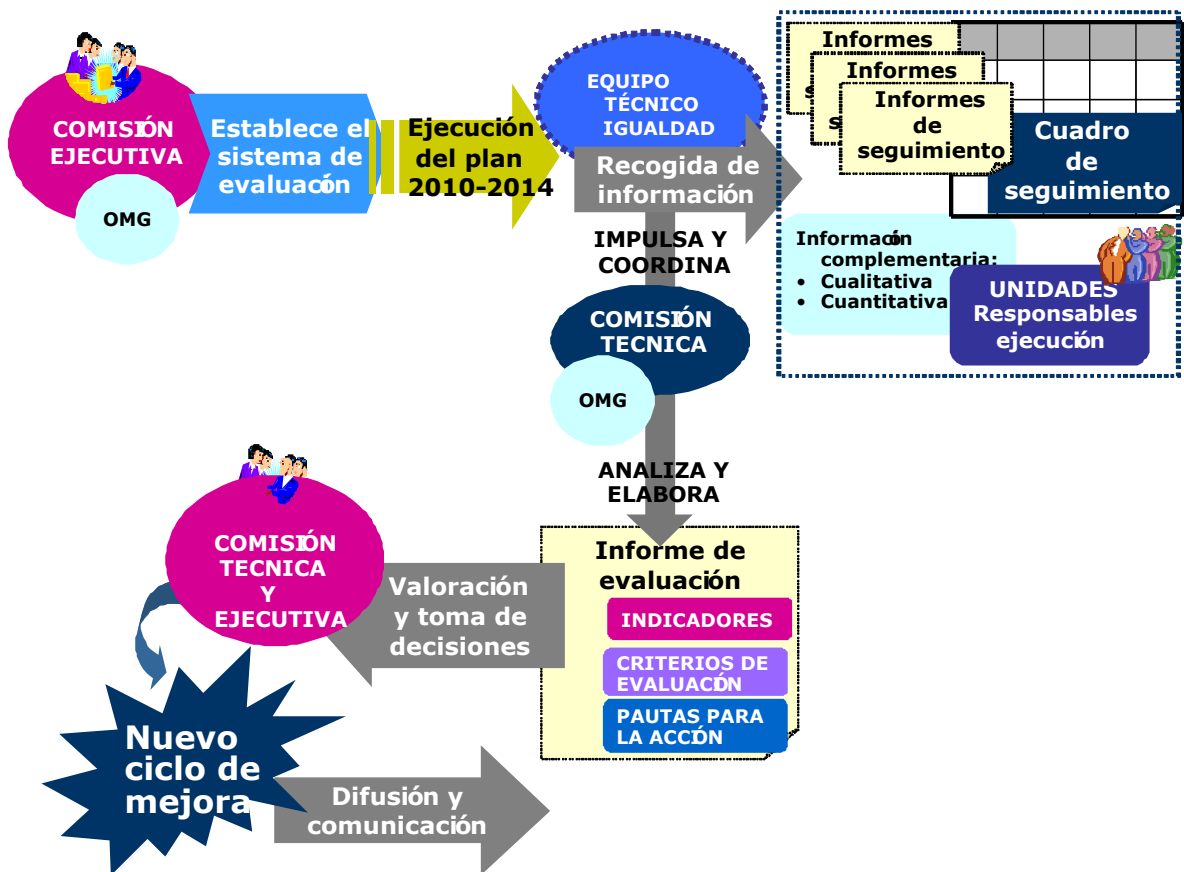 COMISIÓN
EJECUTIVA
OMG
Establece el
sistema de
evaluación
Ejecución
del plan
2010-2014
EQUIPO
TÉCNICO
IGUALDAD
Recogida de
información
Informes
s
Informes
s
Informes
de
seguimiento
Cuadro
de
seguimiento
Información
complementaria:
• Cualitativa
• Cuantitativa
UNIDADES
Responsables
ejecución
IMPULSA Y
COORDINA
COMISIÓN
TECNICA
OMG
ANALIZA Y
ELABORA
Informe de
evaluación
INDICADORES
CRITERIOS DE
EVALUACIÓN
PAUTAS PARA
LA ACCIÓN
Valoración
y toma de
decisiones
COMISIÓN
TECNICA
Y
EJECUTIVA
Nuevo
ciclo de
mejora
Difusión y
comunicación